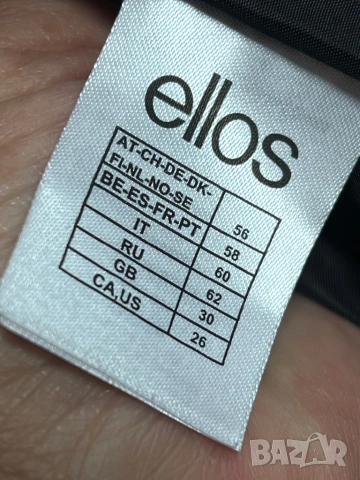 ellos
AT-CH-DE-DK-
FI-NL-NO-SE 56
BE-ES-FR-PT 58
IT 60
RU 62
GB 30
CA,US 26
BAZAR
bg